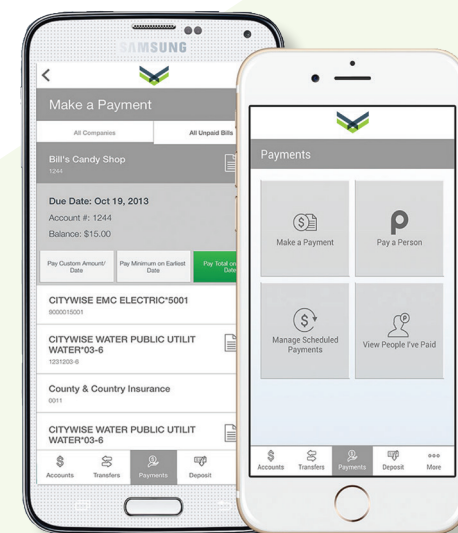 SAMSUNG
Make a Payment
All Companies
All Unpaid Bills
Bill's Candy Shop
1244
Due Date: Oct 19, 2013
Account #: 1244
Balance: $15.00
Pay Custom Amount/
Date
Pay Minimum on Earliest
Date
Pay Total on
Date
CITYWISE EMC ELECTRIC*5001
9000015001
CITYWISE WATER PUBLIC UTILIT
WATER*03-6
1231203-6
County & Country Insurance
0011
CITYWISE WATER PUBLIC UTILIT
WATER*03-6
Accounts
Transfers
Payments
Deposit
Payments
Make a Payment
Pay a Person
Manage Scheduled
Payments
View People I've Paid
Accounts
Transfers
Payments
Deposit
More